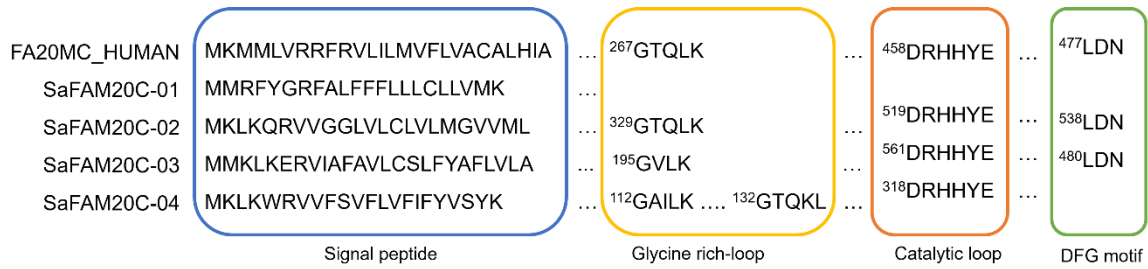 FA20MC_HUMAN MKMMLVRRFRVLILMVFLVACALHIA ... 267GTQLK ... 458DRHHYE ... 477LDN
SaFAM20C-01 MMRFYGRFALFFFLLLCLLVMK ...
SaFAM20C-02 MKLKQRVVGGLVLCLVLMGVVML ... 329GTQLK ... 519DRHHYE ... 538LDN
SaFAM20C-03 MMKLKERVIAFAVLCSLFYAFLVLA ... 195GVLK ... 561DRHHYE ... 480LDN
SaFAM20C-04 MKLKWRVVFSVFLVFIFYVSYK ... 112GAILK .... 132GTQKL ... 318DRHHYE ...
Signal peptide Glycine rich-loop Catalytic loop DFG motif